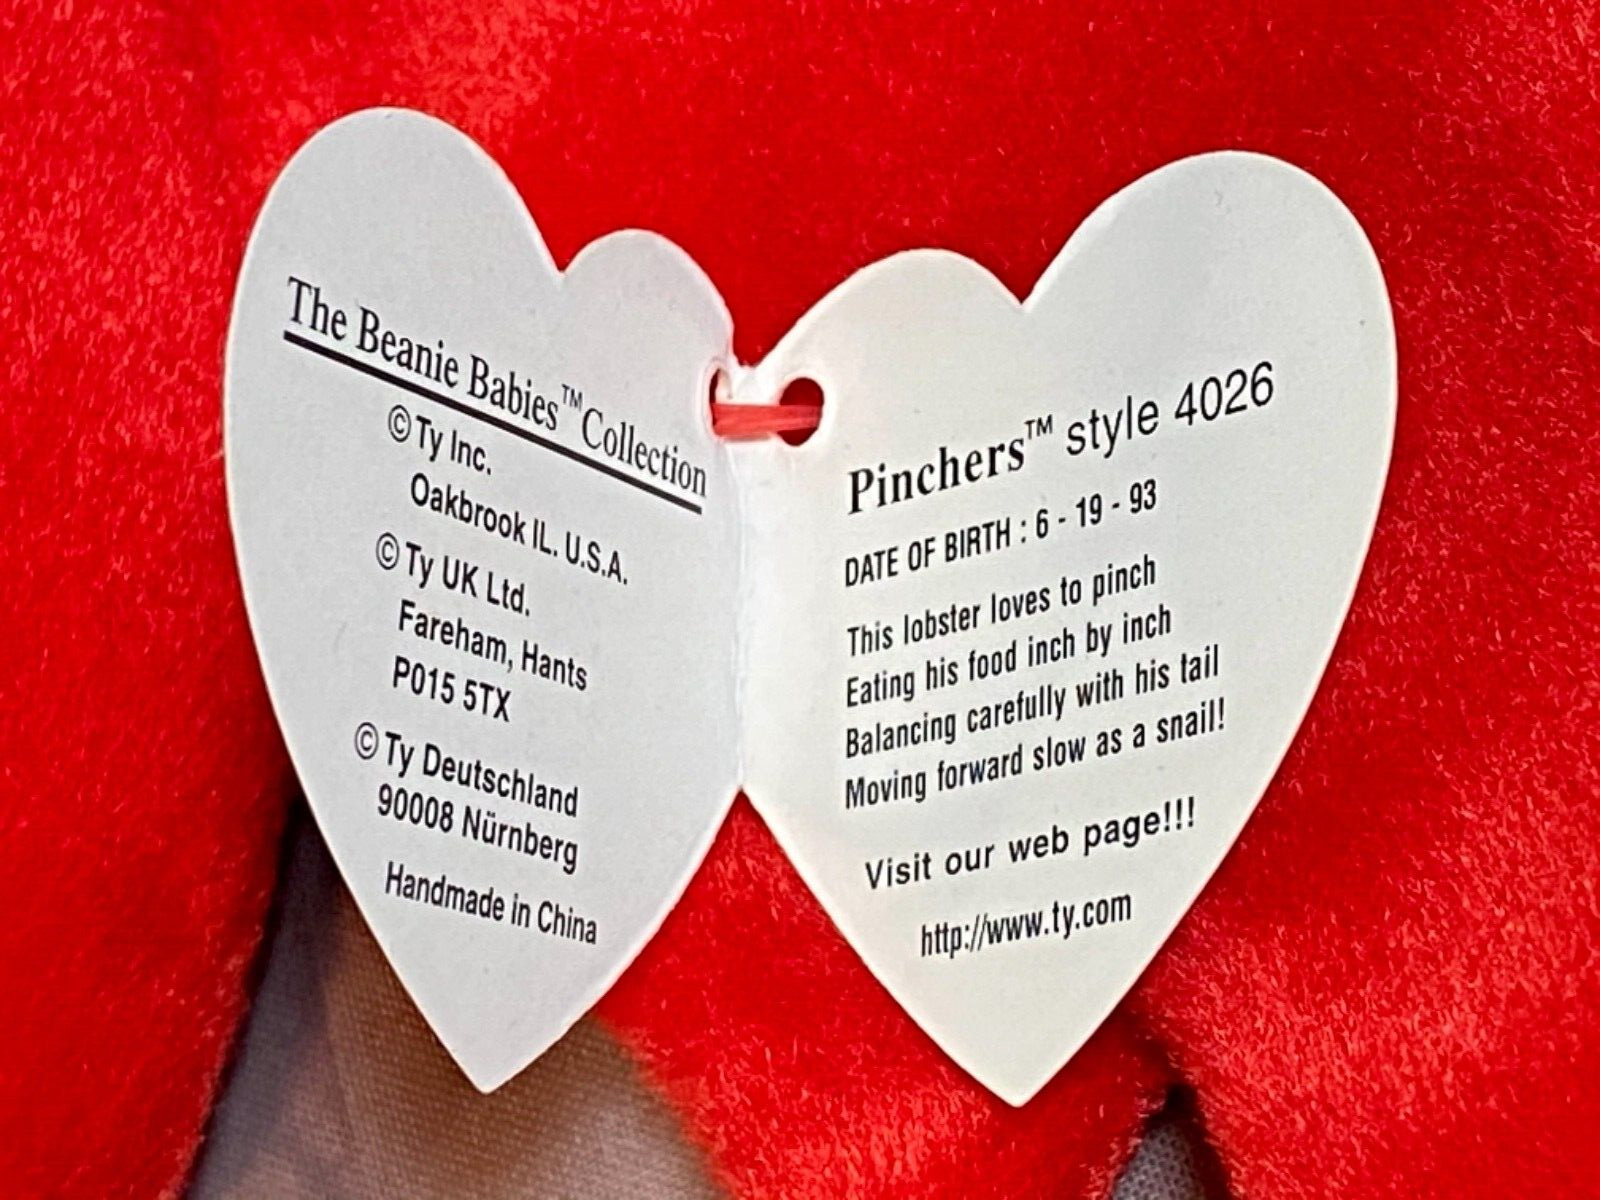 The Beanie Babies™ Collection
© Ty Inc.
Oakbrook IL. U.S.A.
© Ty UK Ltd.
Fareham, Hants
P015 5TX
© Ty Deutschland
90008 Nürnberg
Handmade in China
Pinchers™ style 4026
DATE OF BIRTH : 6 - 19 - 93
This lobster loves to pinch
Eating his food inch by inch
Balancing carefully with his tail
Moving forward slow as a snail!
Visit our web page!!!
http://www.ty.com